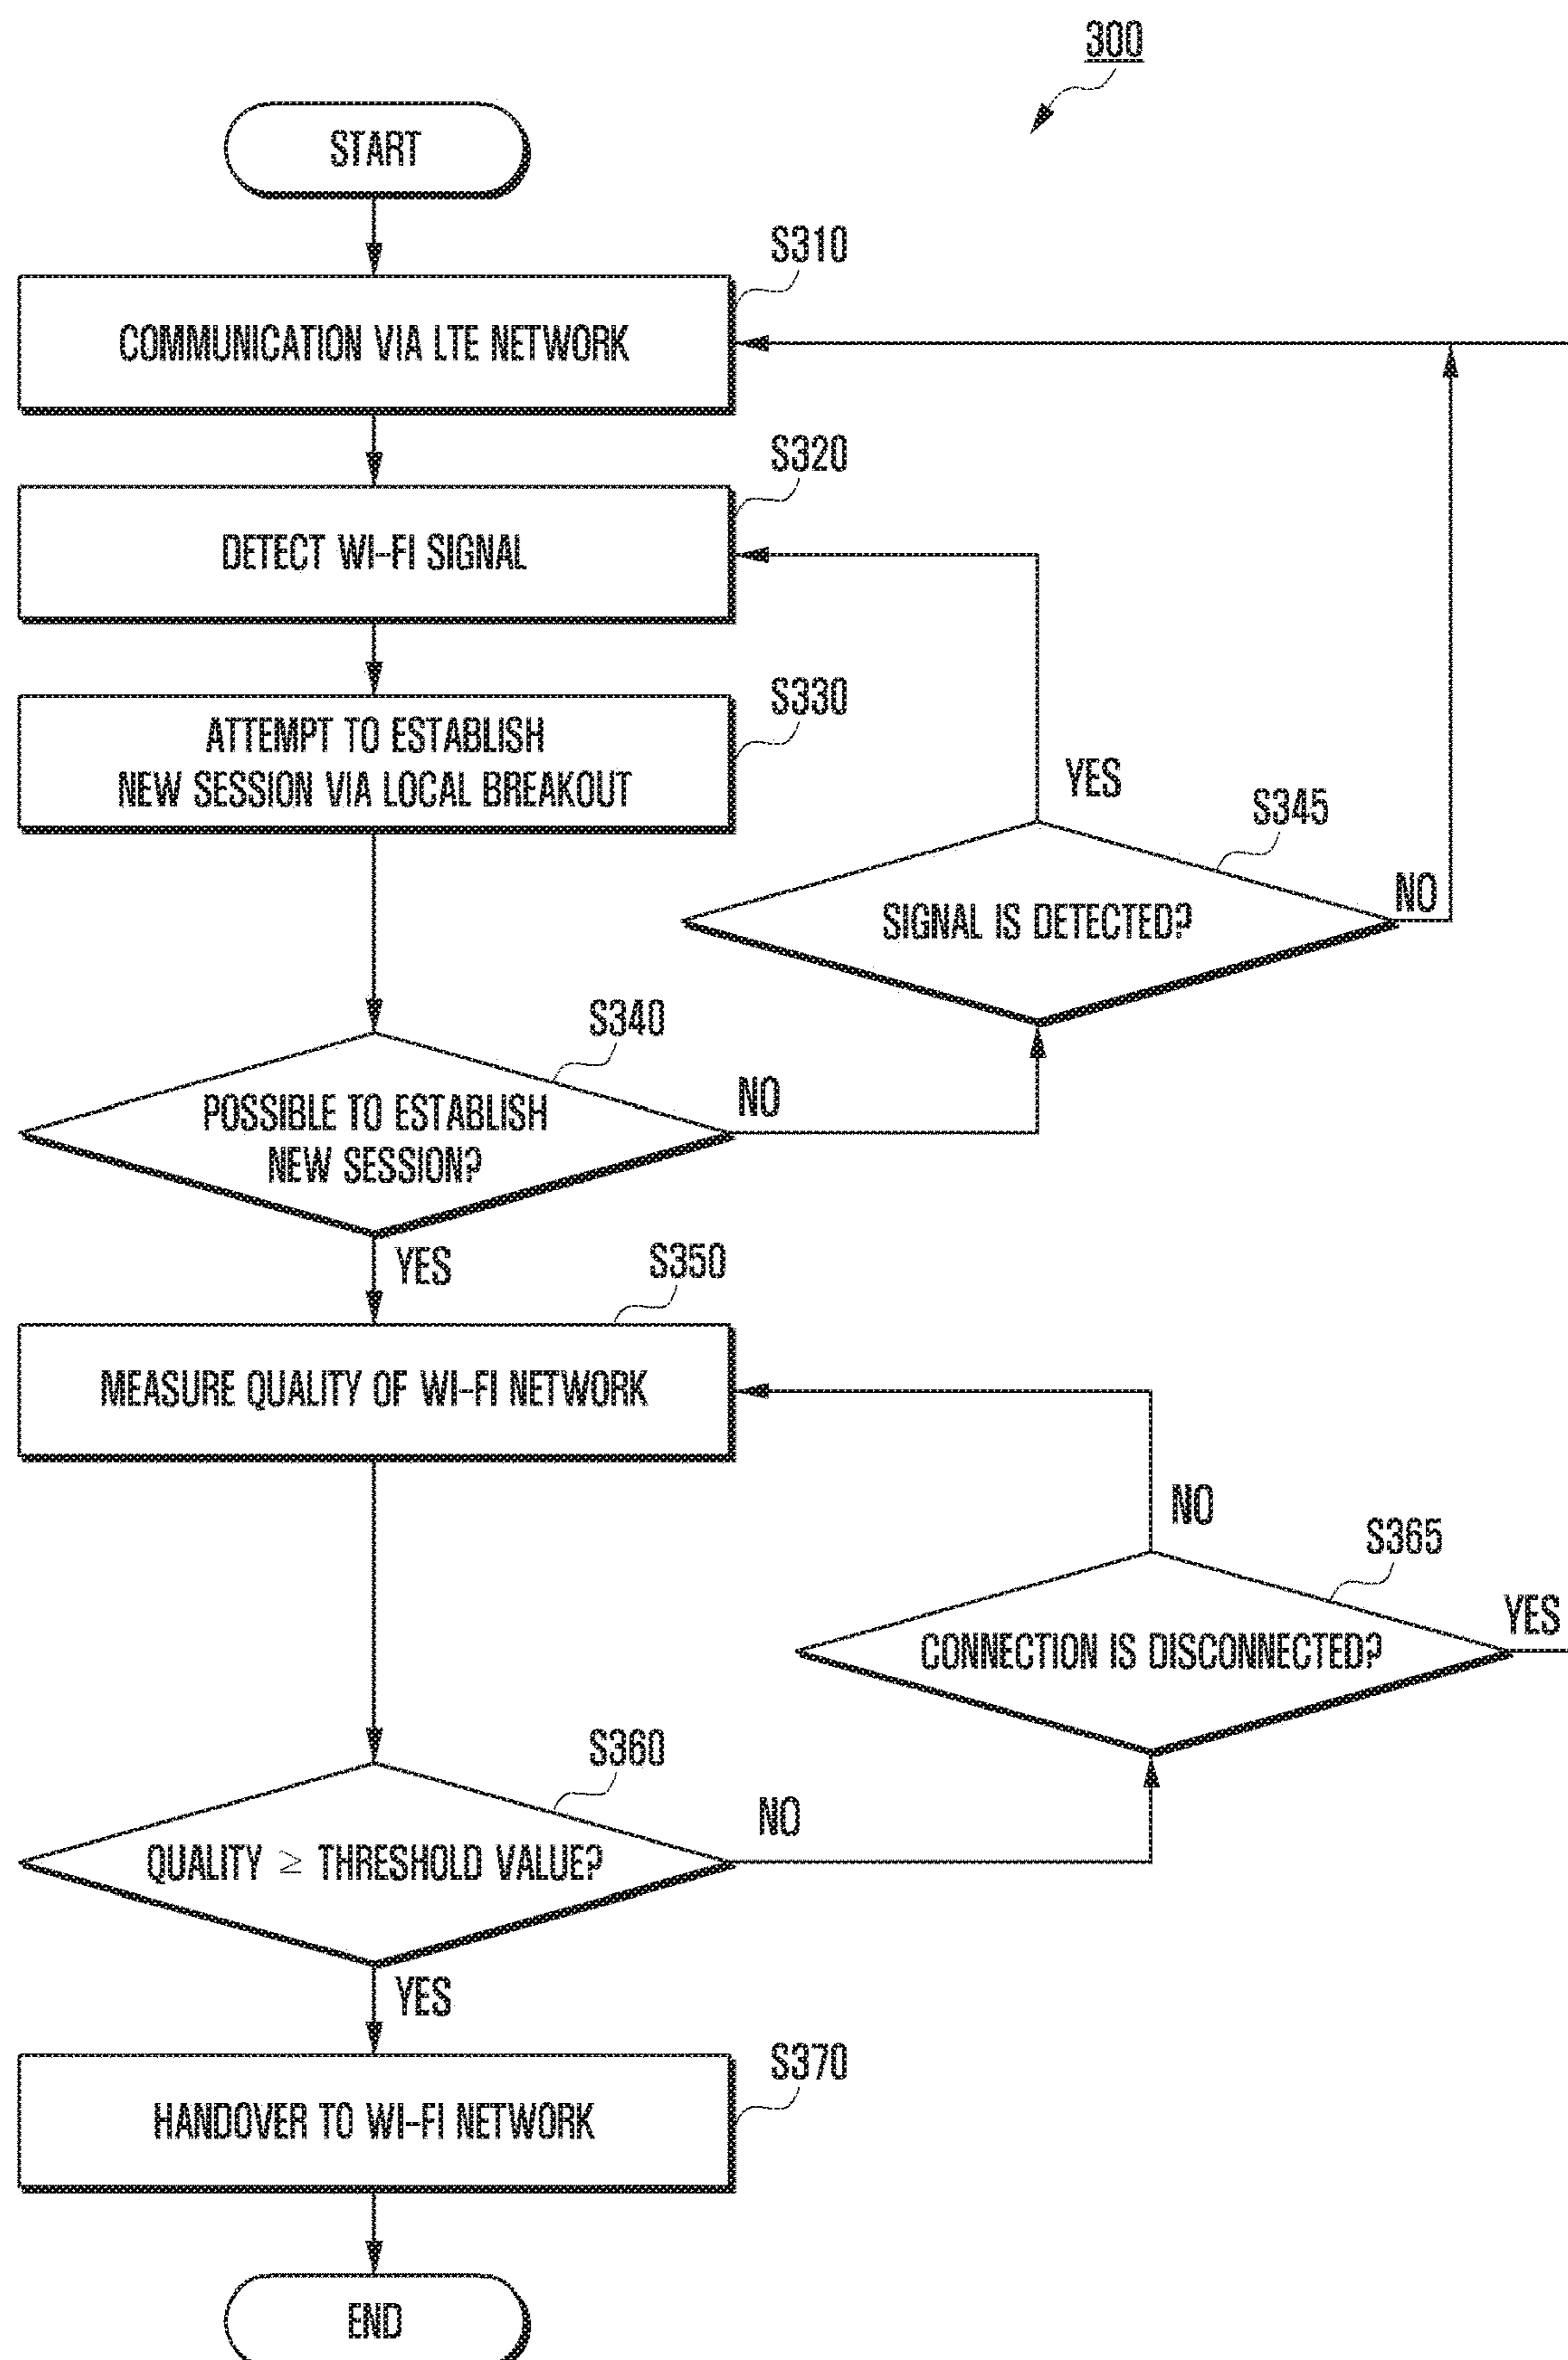 300
START
S310
COMMUNICATION VIA LTE NETWORK
S320
DETECT WI-FI SIGNAL
S330
ATTEMPT TO ESTABLISH
NEW SESSION VIA LOCAL BREAKOUT
YES
S345
SIGNAL IS DETECTED?
NO
S340
POSSIBLE TO ESTABLISH
NEW SESSION?
NO
YES
S350
MEASURE QUALITY OF WI-FI NETWORK
NO
S365
CONNECTION IS DISCONNECTED?
YES
S360
QUALITY ≥ THRESHOLD VALUE?
NO
YES
S370
HANDOVER TO WI-FI NETWORK
END